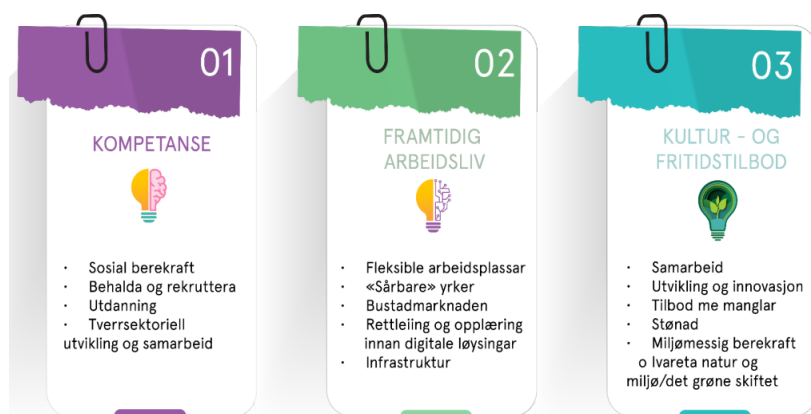 01
KOMPETANSE
· Sosial berekraft
· Behalda og rekruttera
· Utdanning
· Tverrsektoriell
utvikling og samarbeid
02
FRAMTIDIG
ARBEIDSLIV
· Fleksible arbeidsplassar
· «Sårbare» yrker
· Bustadmarknaden
· Rettleiing og opplæring
innan digitale løysingar
· Infrastruktur
03
KULTUR - OG
FRITIDSTILBOD
· Samarbeid
· Utvikling og innovasjon
· Tilbod me manglar
· Stønad
· Miljømessig berekraft
o Ivareta natur og
miljø/det grøne skiftet